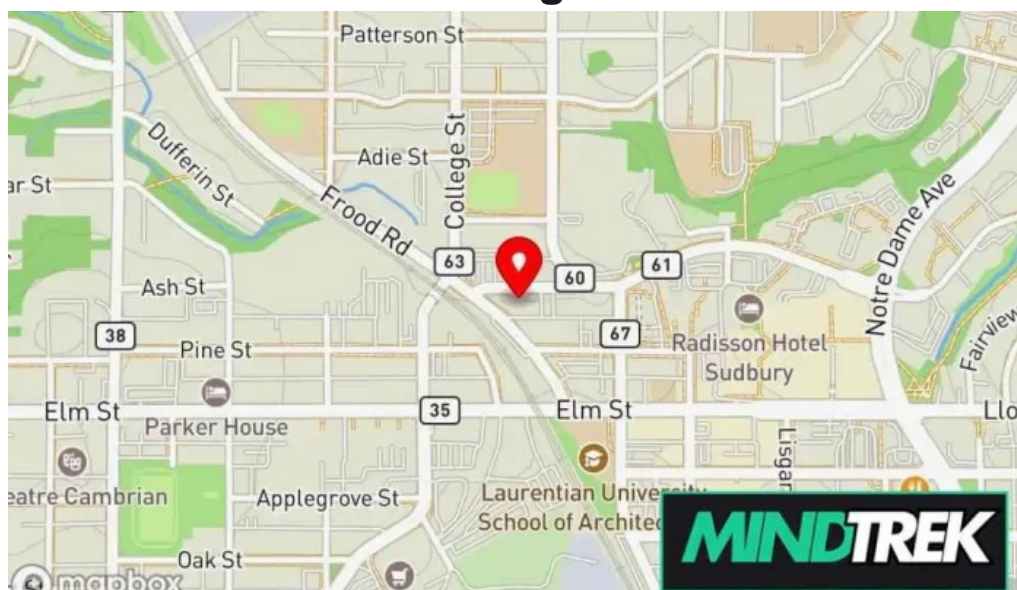 Patterson St
College St
Adie St
Dufferin St
ar St
Frood Rd
Notre Dame Ave
63
60
61
Ash St
38
67
Radisson Hotel
Sudbury
Pine St
Fairview
Elm St
35
Elm St
Llo
Parker House
Lisgar
eatre Cambrian
Applegrove St
Laurentian University
School of Architec
Oak St
mapbox
MINDTREK